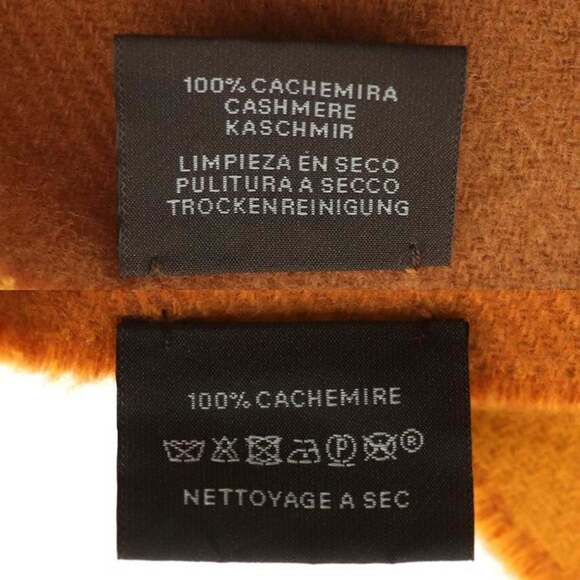 100% CACHEMIRA
CASHMERE
KASCHMIR
LIMPIEZA EN SECO
PULITURA A SECCO
TROCKENREINIGUNG
100% CACHEMIRE
P ®
NETTOYAGE A SEC